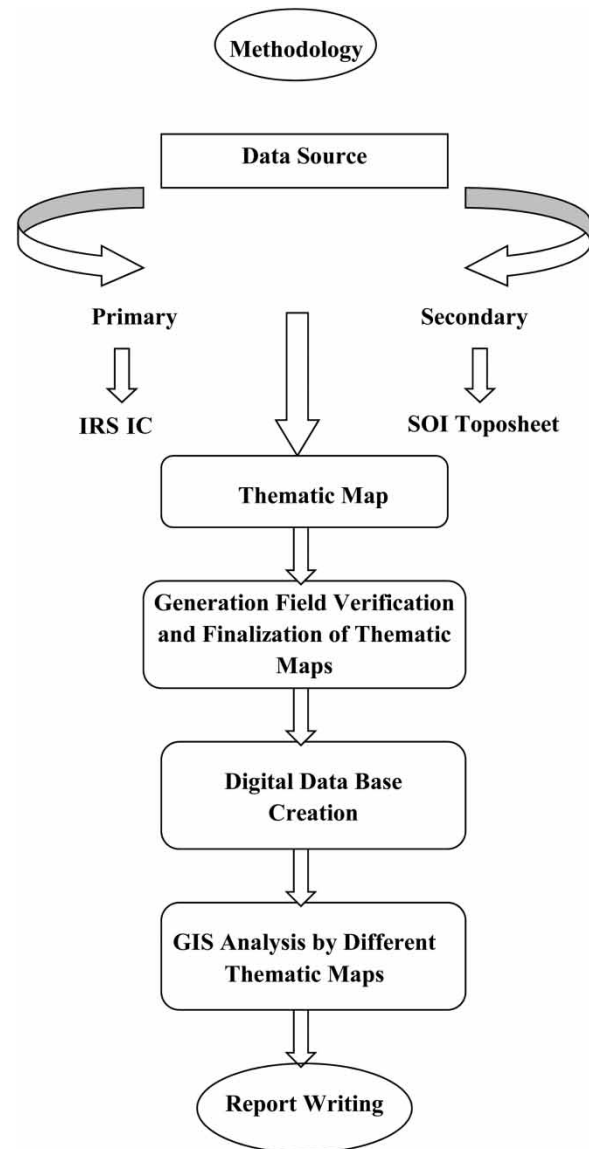 Methodology
Data Source
Primary
Secondary
IRS IC
SOI Toposheet
Thematic Map
Generation Field Verification
and Finalization of Thematic
Maps
Digital Data Base
Creation
GIS Analysis by Different
Thematic Maps
Report Writing